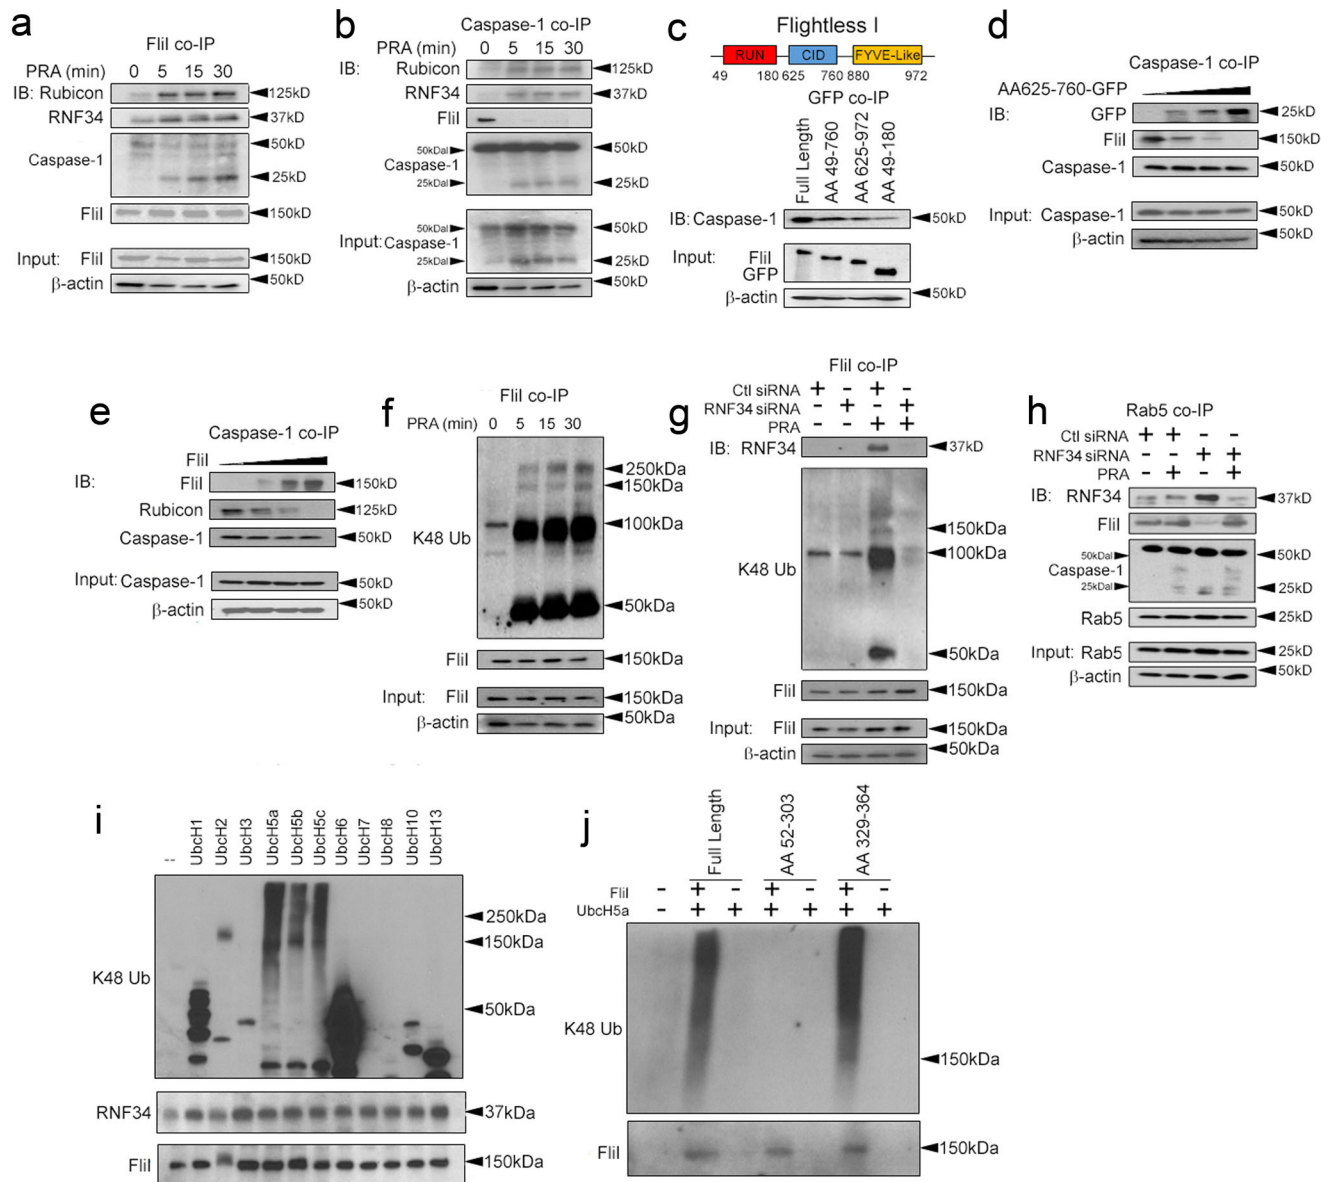 a
FliI co-IP
PRA (min) 0 5 15 30
IB: Rubicon 125kD
RNF34 37kD
50kD
Caspase-1
25kD
FliI 150kD
Input: FliI 150kD
β-actin 50kD
b
Caspase-1 co-IP
PRA (min) 0 5 15 30
IB: Rubicon 125kD
RNF34 37kD
FliI
50kDal 50kD
Caspase-1
25kDal 25kD
50kDal 50kD
Input: Caspase-1
25kDal 25kD
β-actin 50kD
c
Flightless I
RUN CID FYVE-Like
49 180 625 760 880 972
GFP co-IP
Full Length AA 49-760 AA 625-972 AA 49-180
IB: Caspase-1 50kD
Input: FliI
GFP
β-actin 50kD
d
Caspase-1 co-IP
AA625-760-GFP
IB: GFP 25kD
FliI 150kD
Caspase-1 50kD
Input: Caspase-1 50kD
β-actin 50kD
e
Caspase-1 co-IP
FliI
IB: FliI 150kD
Rubicon 125kD
Caspase-1 50kD
Input: Caspase-1 50kD
β-actin 50kD
f
FliI co-IP
PRA (min) 0 5 15 30
250kDa
150kDa
K48 Ub 100kDa
50kDa
FliI 150kDa
Input: FliI 150kDa
β-actin 50kDa
g
FliI co-IP
Ctl siRNA + - + -
RNF34 siRNA - + - +
PRA - - + +
IB: RNF34 37kD
150kDa
100kDa
K48 Ub
50kDa
FliI 150kDa
Input: FliI 150kDa
ß-actin 50kDa
h
Rab5 co-IP
Ctl siRNA + + - -
RNF34 siRNA - - + +
PRA - + - +
IB: RNF34 37kD
FliI
50kDal 50kD
Caspase-1
25kDal 25kD
Rab5 25kD
Input: Rab5 25kD
β-actin 50kD
i
-- UbcH1 UbcH2 UbcH3 UbcH5a UbcH5b UbcH5c UbcH6 UbcH7 UbcH8 UbcH10 UbcH13
250kDa
150kDa
K48 Ub
50kDa
RNF34 37kDa
FliI 150kDa
j
Full Length AA 52-303 AA 329-364
FliI - + - + - + -
UbcH5a - + + + + + +
K48 Ub
150kDa
FliI 150kDa